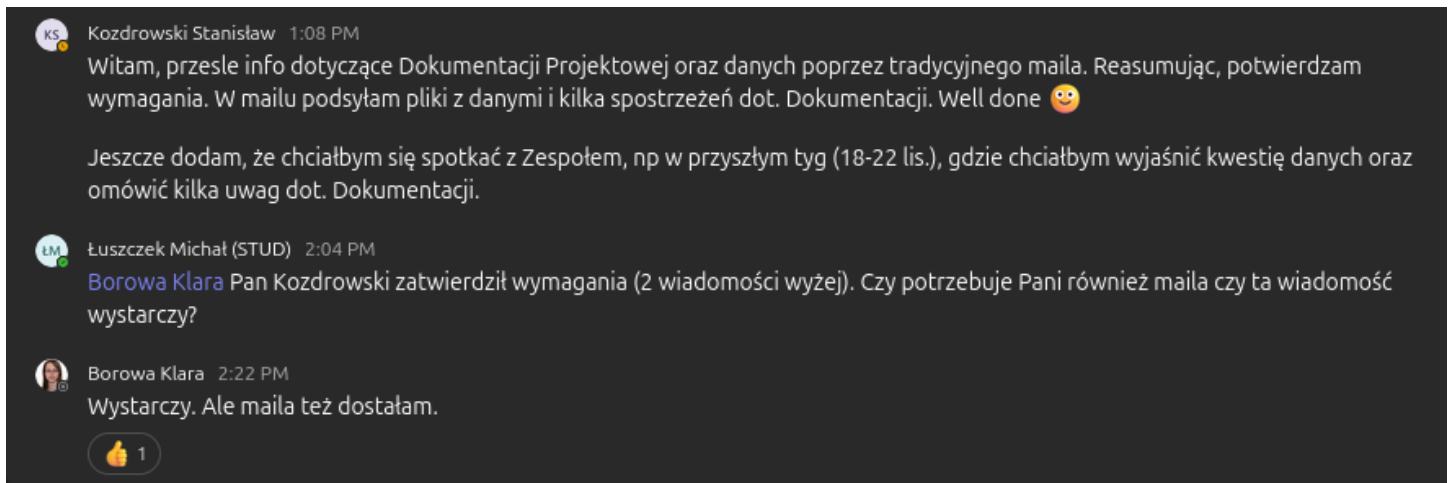 KS
Kozdrowski Stanisław 1:08 PM
Witam, przesle info dotyczące Dokumentacji Projektowej oraz danych poprzez tradycyjnego maila. Reasumując, potwierdzam
wymagania. W mailu podsyłam pliki z danymi i kilka spostrzeżeń dot. Dokumentacji. Well done 🙂
Jeszcze dodam, że chciałbym się spotkać z Zespołem, np w przyszłym tyg (18-22 lis.), gdzie chciałbym wyjaśnić kwestię danych oraz
omówić kilka uwag dot. Dokumentacji.
ŁM
Łuszczek Michał (STUD) 2:04 PM
Borowa Klara Pan Kozdrowski zatwierdził wymagania (2 wiadomości wyżej). Czy potrzebuje Pani również maila czy ta wiadomość
wystarczy?
Borowa Klara 2:22 PM
Wystarczy. Ale maila też dostałam.
👍 1